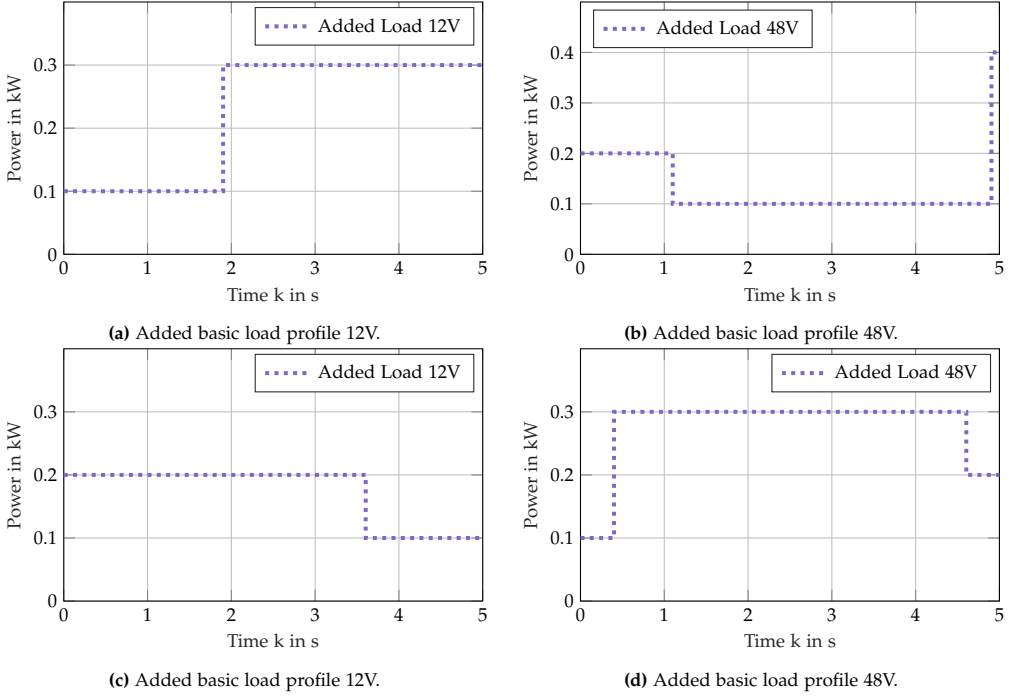 Added Load 12V
0.3
0.2
0.1
0
Power in kW
0 1 2 3 4 5
Time k in s
(a) Added basic load profile 12V.
Added Load 48V
0.4
0.3
0.2
0.1
0
Power in kW
0 1 2 3 4 5
Time k in s
(b) Added basic load profile 48V.
Added Load 12V
0.3
0.2
0.1
0
Power in kW
0 1 2 3 4 5
Time k in s
(c) Added basic load profile 12V.
Added Load 48V
0.3
0.2
0.1
0
Power in kW
0 1 2 3 4 5
Time k in s
(d) Added basic load profile 48V.